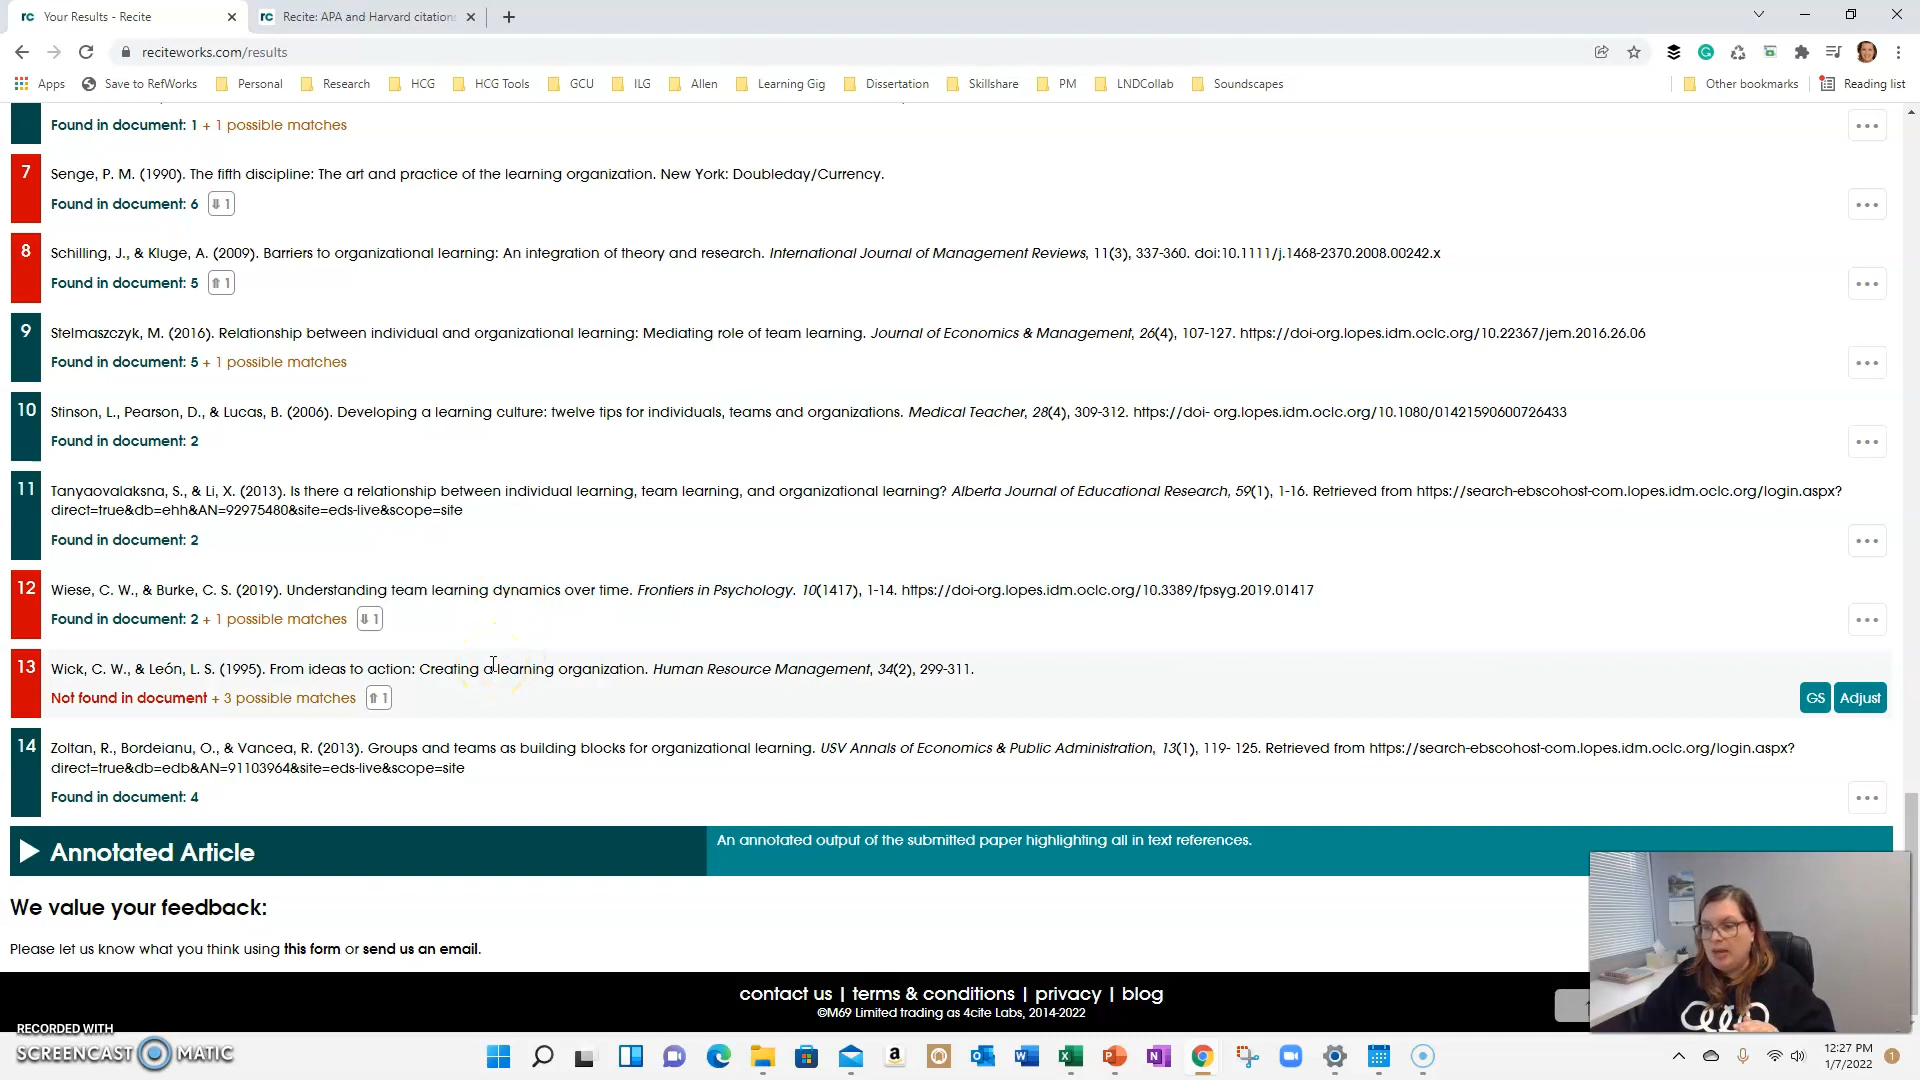 rc Your Results - Recite
rc Recite: APA and Harvard citations
reciteworks.com/results
Apps Save to RefWorks Personal Research HCG HCG Tools GCU ILG Allen Learning Gig Dissertation Skillshare PM LNDCollab Soundscapes Other bookmarks Reading list
Found in document: 1 + 1 possible matches
7 Senge, P. M. (1990). The fifth discipline: The art and practice of the learning organization. New York: Doubleday/Currency.
Found in document: 6 ⇓ 1
8 Schilling, J., & Kluge, A. (2009). Barriers to organizational learning: An integration of theory and research. International Journal of Management Reviews, 11(3), 337-360. doi:10.1111/j.1468-2370.2008.00242.x
Found in document: 5 ⇑ 1
9 Stelmaszczyk, M. (2016). Relationship between individual and organizational learning: Mediating role of team learning. Journal of Economics & Management, 26(4), 107-127. https://doi-org.lopes.idm.oclc.org/10.22367/jem.2016.26.06
Found in document: 5 + 1 possible matches
10 Stinson, L., Pearson, D., & Lucas, B. (2006). Developing a learning culture: twelve tips for individuals, teams and organizations. Medical Teacher, 28(4), 309-312. https://doi- org.lopes.idm.oclc.org/10.1080/01421590600726433
Found in document: 2
11 Tanyaovalaksna, S., & Li, X. (2013). Is there a relationship between individual learning, team learning, and organizational learning? Alberta Journal of Educational Research, 59(1), 1-16. Retrieved from https://search-ebscohost-com.lopes.idm.oclc.org/login.aspx?
direct=true&db=ehh&AN=92975480&site=eds-live&scope=site
Found in document: 2
12 Wiese, C. W., & Burke, C. S. (2019). Understanding team learning dynamics over time. Frontiers in Psychology. 10(1417), 1-14. https://doi-org.lopes.idm.oclc.org/10.3389/fpsyg.2019.01417
Found in document: 2 + 1 possible matches ⇓ 1
13 Wick, C. W., & León, L. S. (1995). From ideas to action: Creating a learning organization. Human Resource Management, 34(2), 299-311.
Not found in document + 3 possible matches ⇑ 1
GS Adjust
14 Zoltan, R., Bordeianu, O., & Vancea, R. (2013). Groups and teams as building blocks for organizational learning. USV Annals of Economics & Public Administration, 13(1), 119- 125. Retrieved from https://search-ebscohost-com.lopes.idm.oclc.org/login.aspx?
direct=true&db=edb&AN=91103964&site=eds-live&scope=site
Found in document: 4
Annotated Article
An annotated output of the submitted paper highlighting all in text references.
We value your feedback:
Please let us know what you think using this form or send us an email.
contact us | terms & conditions | privacy | blog
©M69 Limited trading as 4cite Labs, 2014-2022
RECORDED WITH
SCREENCAST MATIC
12:27 PM
1/7/2022
1